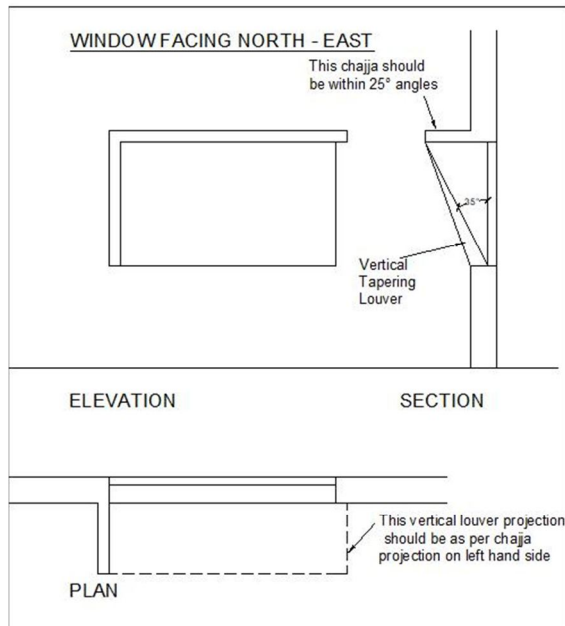 WINDOW FACING NORTH - EAST
This chajja should
be within 25° angles
25°
Vertical
Tapering
Louver
ELEVATION
SECTION
This vertical louver projection
should be as per chajja
projection on left hand side
PLAN